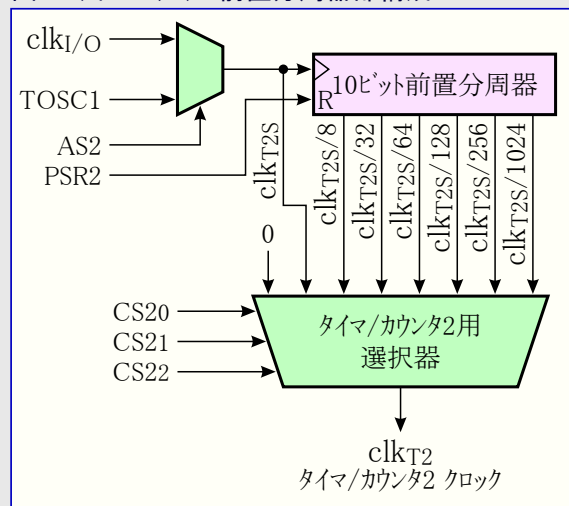 clkI/O
TOSC1
AS2
PSR2
10ﾋﾞｯﾄ前置分周器
R
clkT2S
clkT2S/8
clkT2S/32
clkT2S/64
clkT2S/128
clkT2S/256
clkT2S/1024
0
CS20
CS21
CS22
ﾀｲﾏ/ｶｳﾝﾀ2用
選択器
clkT2
ﾀｲﾏ/ｶｳﾝﾀ2 ｸﾛｯｸ